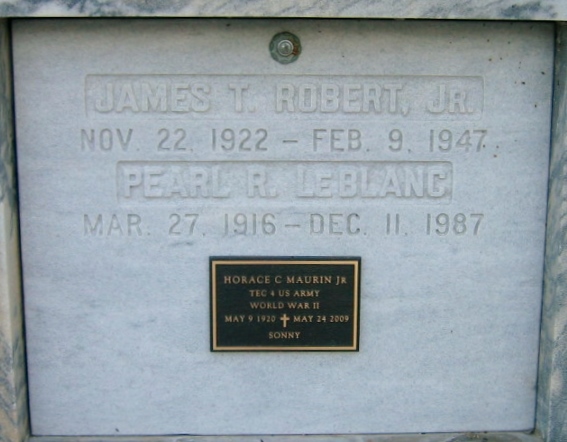 JAMES T. ROBERT, JR.
NOV. 22, 1922 – FEB. 9, 1947
PEARL R. LEBLANC
MAR. 27, 1916 – DEC. 11, 1987
HORACE C MAURIN JR
TEC 4 US ARMY
WORLD WAR II
MAY 9 1920 ✝ MAY 24 2009
SONNY